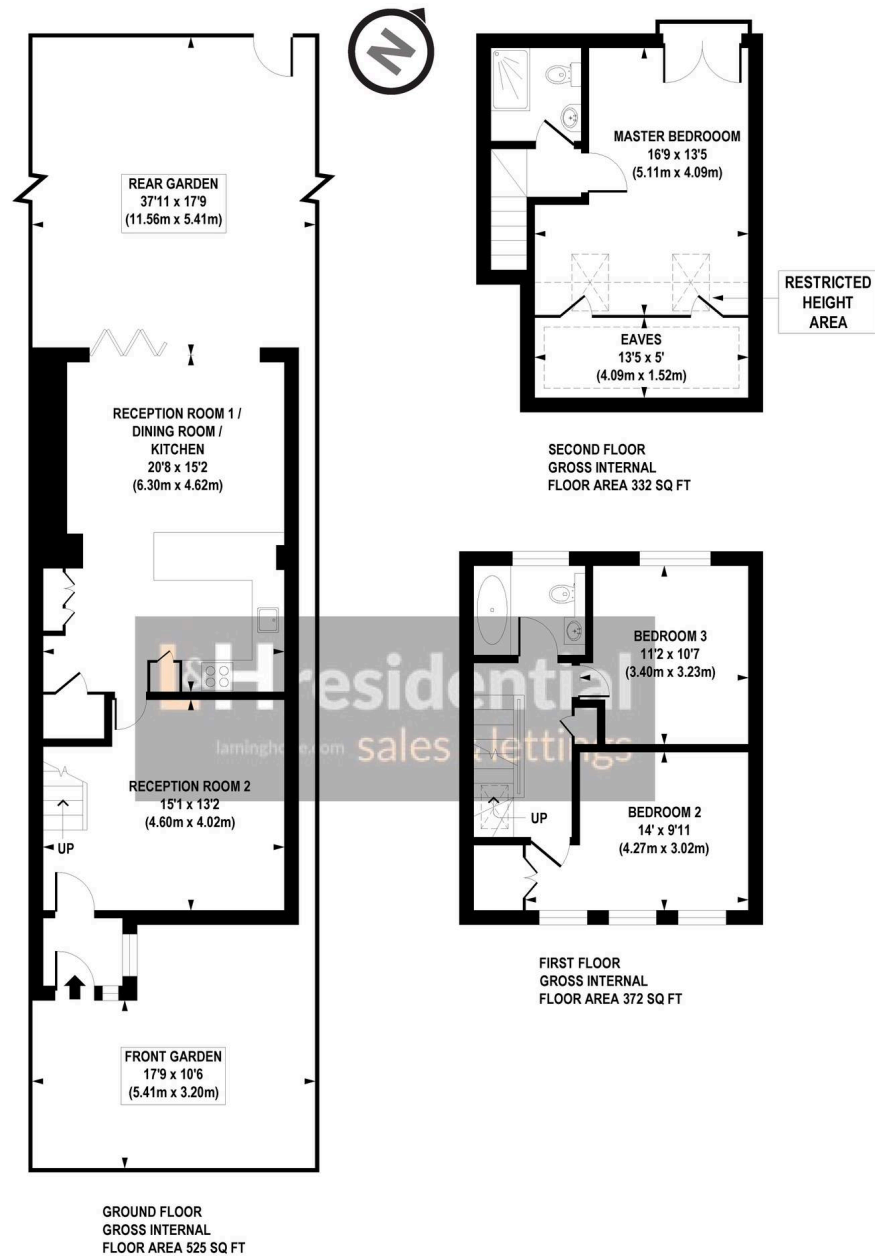 N
REAR GARDEN
37'11 x 17'9
(11.56m x 5.41m)
RECEPTION ROOM 1 /
DINING ROOM /
KITCHEN
20'8 x 15'2
(6.30m x 4.62m)
RECEPTION ROOM 2
15'1 x 13'2
(4.60m x 4.02m)
UP
FRONT GARDEN
17'9 x 10'6
(5.41m x 3.20m)
GROUND FLOOR
GROSS INTERNAL
FLOOR AREA 525 SQ FT
MASTER BEDROOOM
16'9 x 13'5
(5.11m x 4.09m)
RESTRICTED
HEIGHT
AREA
EAVES
13'5 x 5'
(4.09m x 1.52m)
SECOND FLOOR
GROSS INTERNAL
FLOOR AREA 332 SQ FT
BEDROOM 3
11'2 x 10'7
(3.40m x 3.23m)
UP
BEDROOM 2
14' x 9'11
(4.27m x 3.02m)
FIRST FLOOR
GROSS INTERNAL
FLOOR AREA 372 SQ FT
l&H residential
sales & lettings